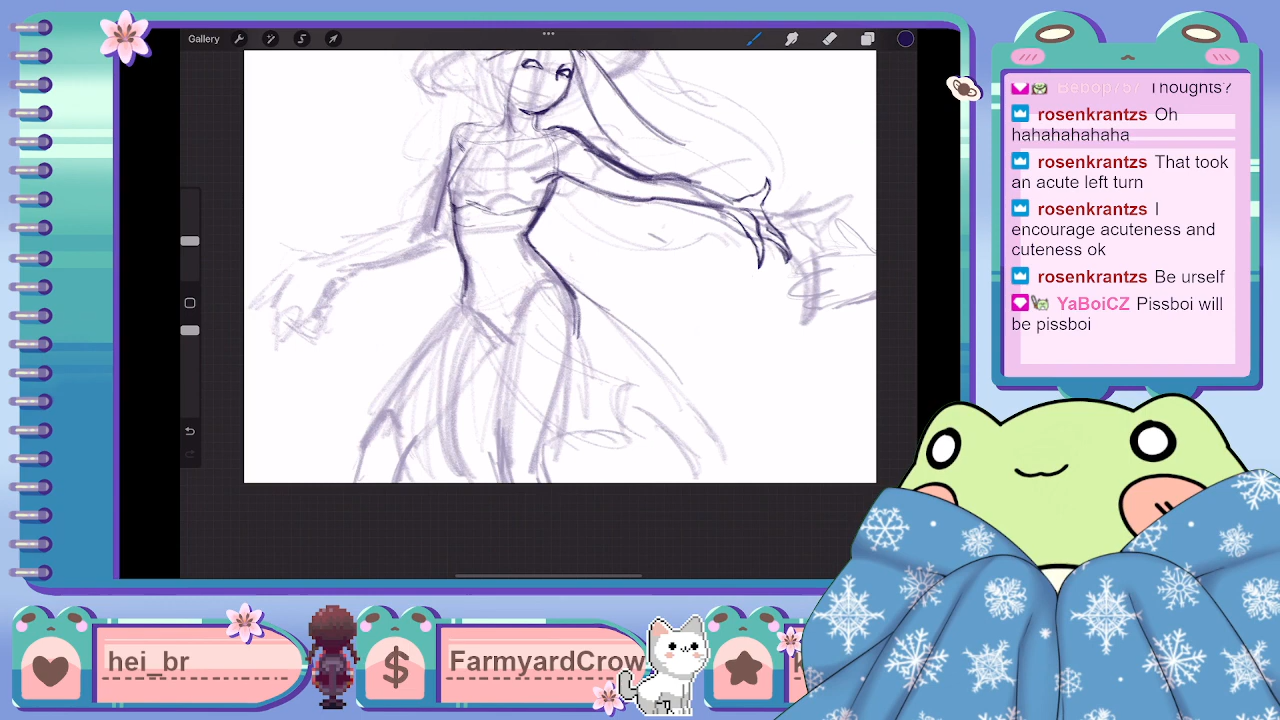 Gallery
Thoughts?
rosenkrantzs Oh
hahahahahaha
rosenkrantzs That took
an acute left turn
rosenkrantzs I
encourage acuteness and
cuteness ok
rosenkrantzs Be urself
YaBoiCZ Pissboi will
be pissboi
hei_br
$ FarmyardCrow